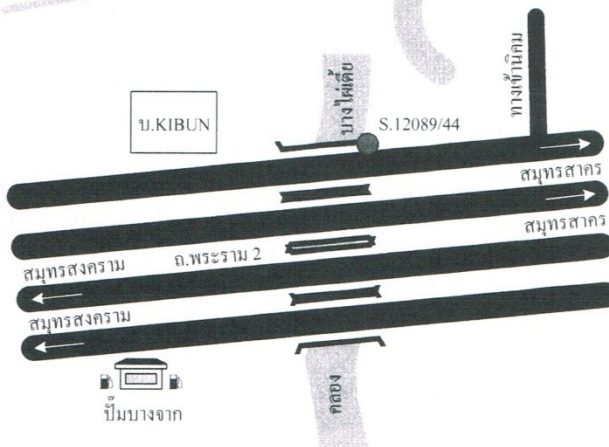 ทางเข้านิคม
บางไผ่เตี้ย
บ.KIBUN
S.12089/44
สมุทรสาคร
สมุทรสาคร
สมุทรสงคราม
ถ.พระราม 2
สมุทรสงคราม
คลอง
ปั๊มบางจาก